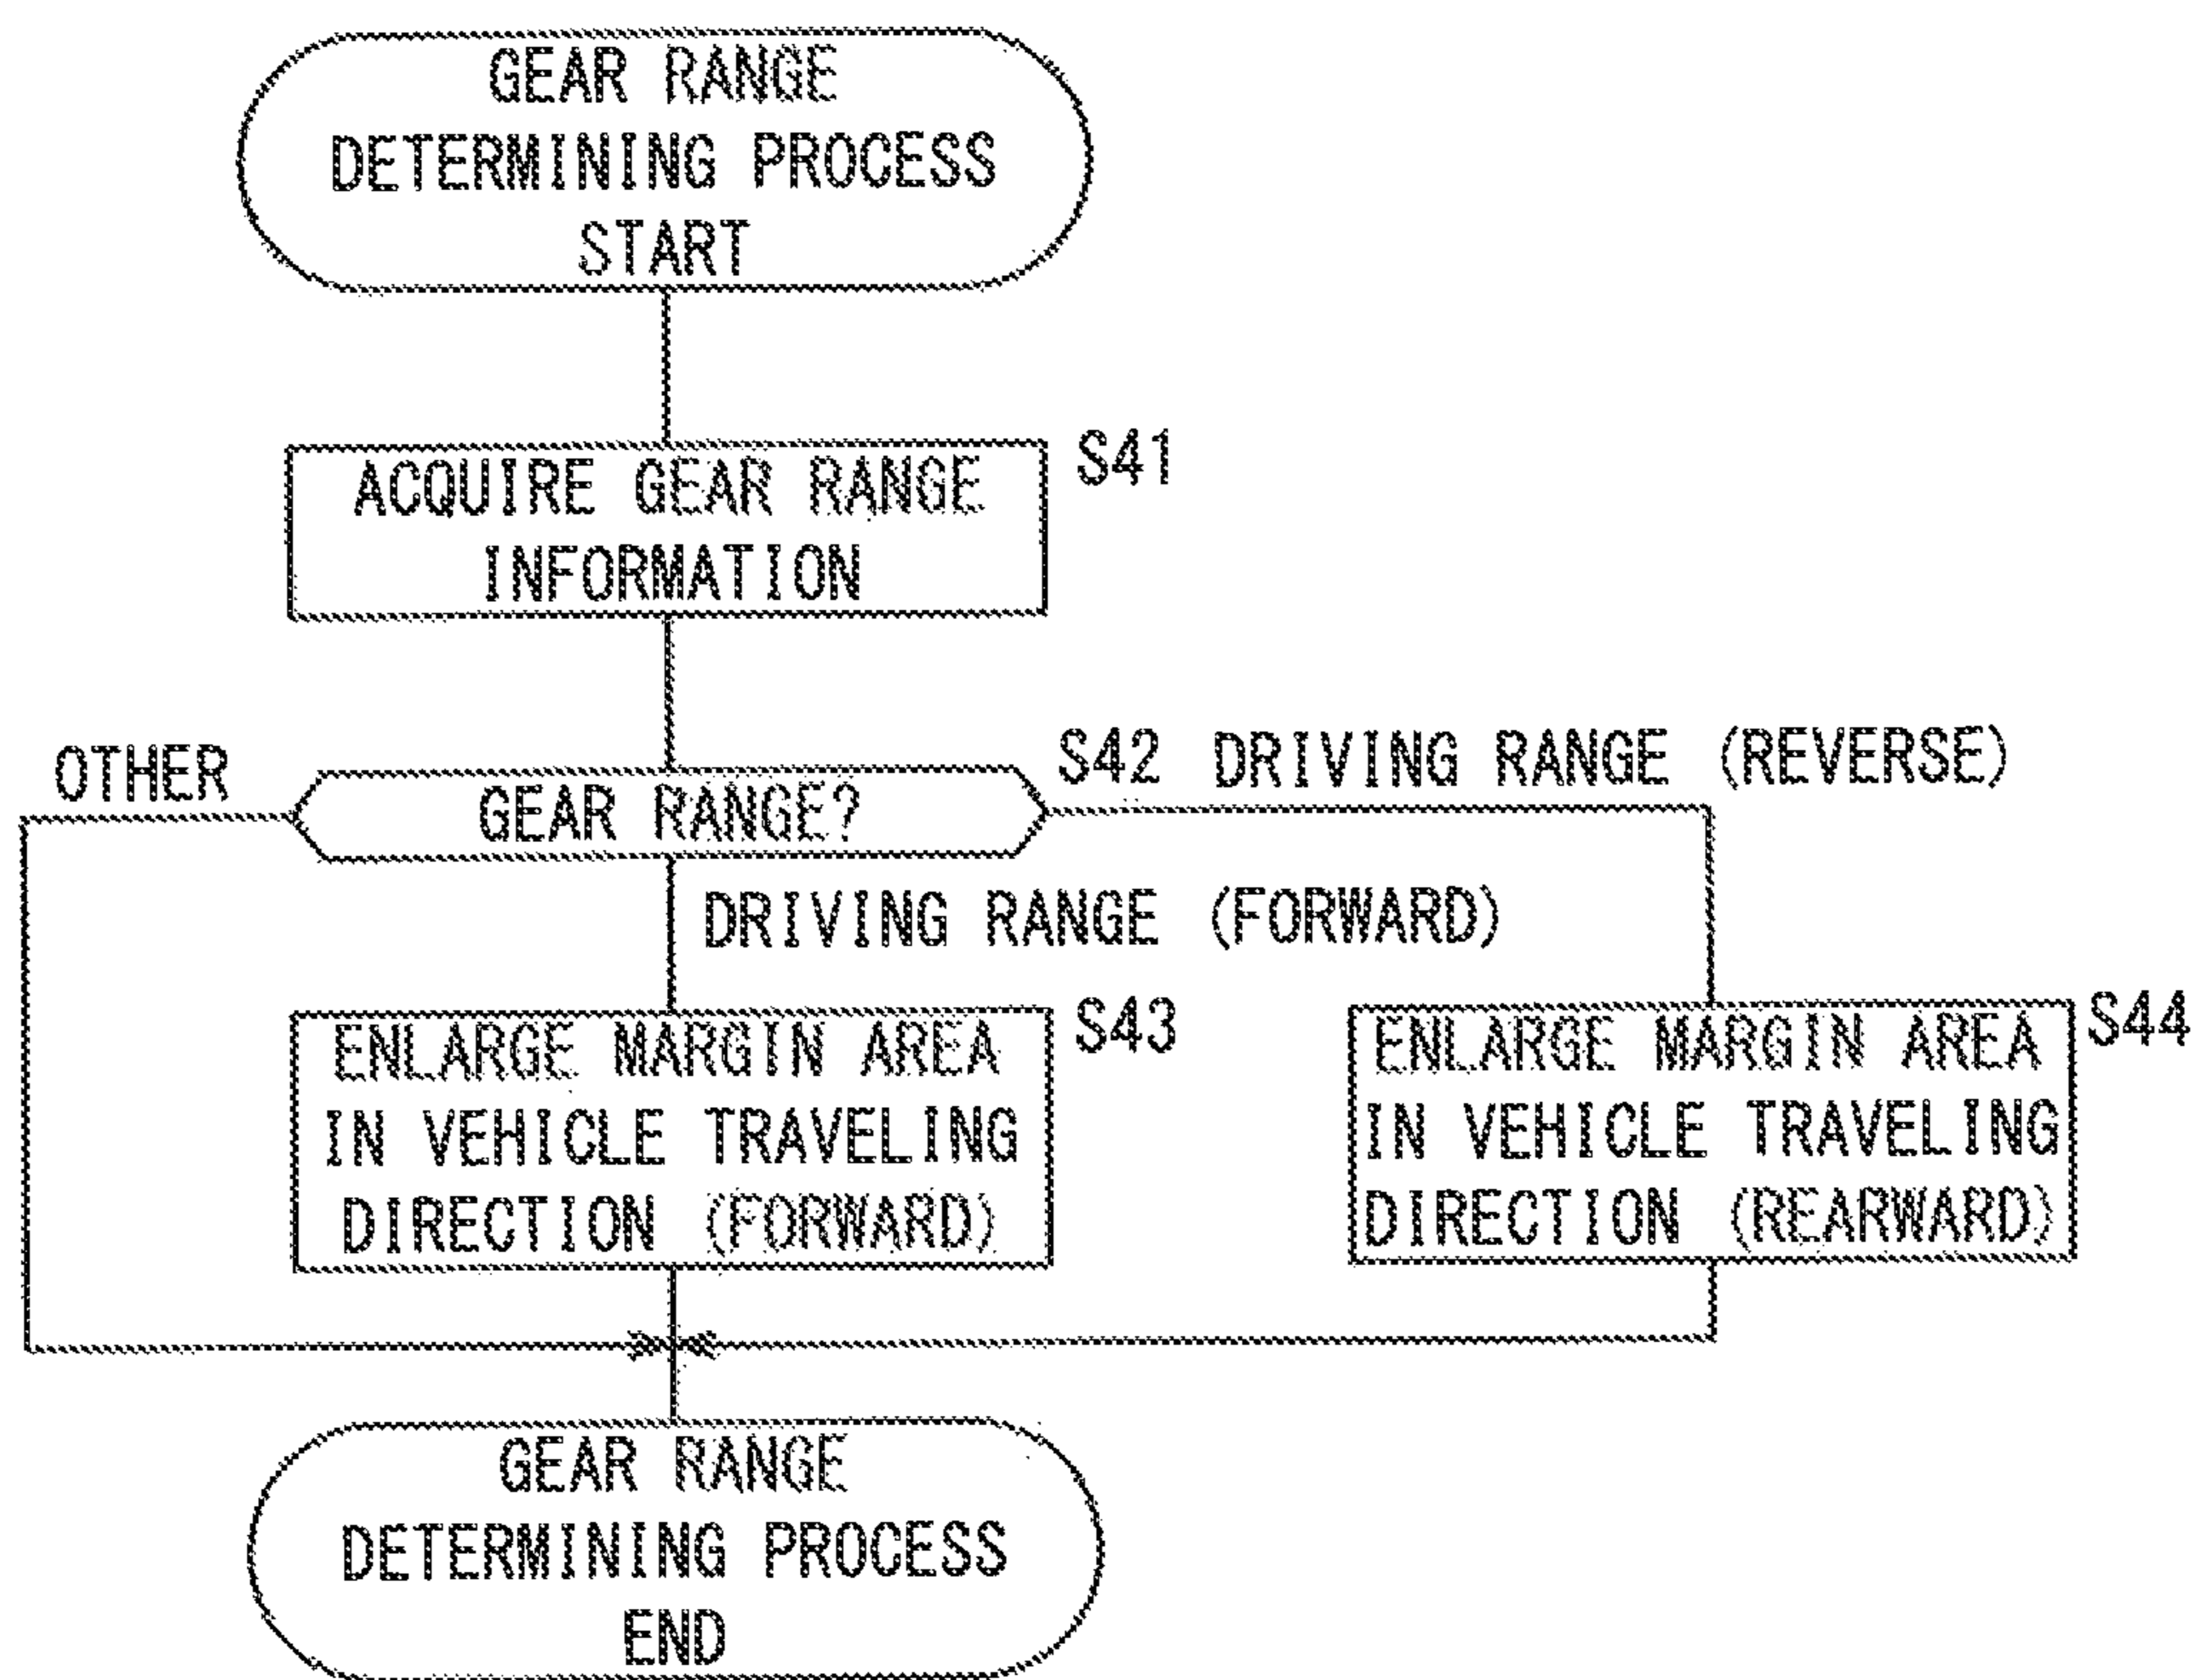 GEAR RANGE
DETERMINING PROCESS
START
S41
ACQUIRE GEAR RANGE
INFORMATION
OTHER
S42 DRIVING RANGE (REVERSE)
GEAR RANGE?
DRIVING RANGE (FORWARD)
S43
ENLARGE MARGIN AREA
IN VEHICLE TRAVELING
DIRECTION (FORWARD)
S44
ENLARGE MARGIN AREA
IN VEHICLE TRAVELING
DIRECTION (REARWARD)
GEAR RANGE
DETERMINING PROCESS
END